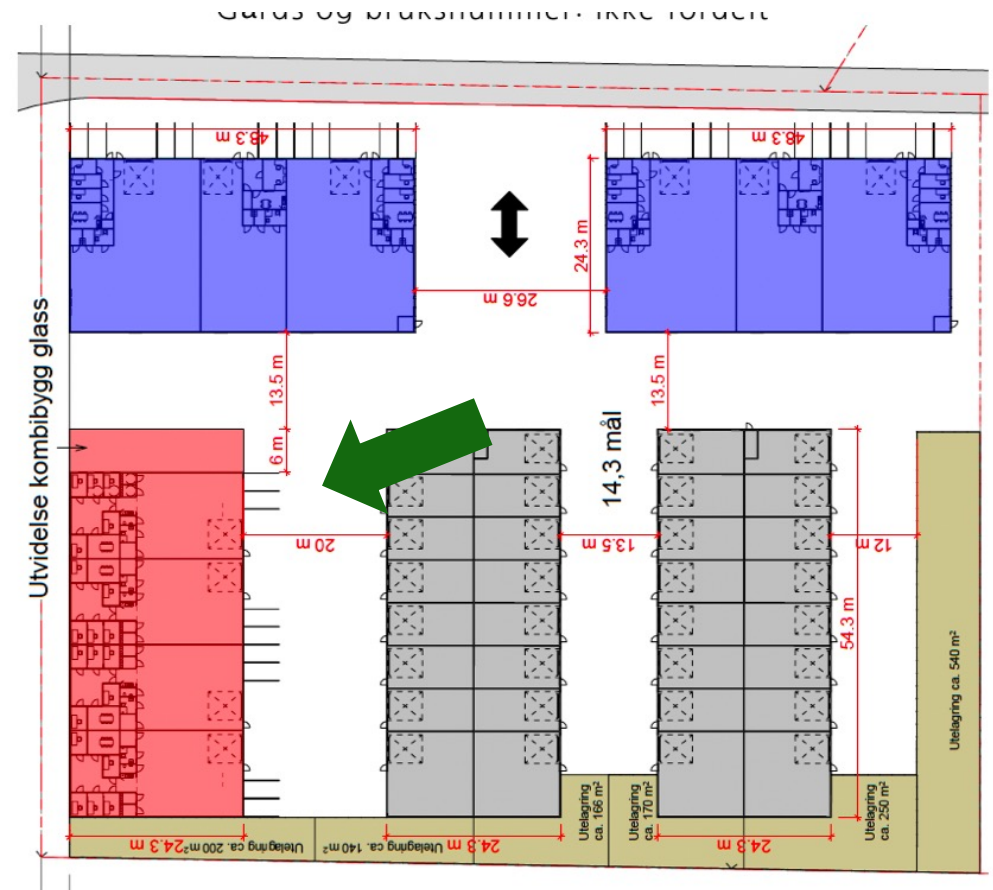 Gards og bruksnummer: ikke fordelt
48.3 m
48.3 m
24.3 m
26.6 m
Utvidelse kombibygg glass
13.5 m
13.5 m
6 m
14,3 mål
20 m
13.5 m
12 m
54.3 m
Utelagring ca. 540 m²
Utelagring
ca. 166 m²
Utelagring
ca. 170 m²
Utelagring
ca. 250 m²
24.3 m
Utelagring ca. 200 m²
Utelagring ca. 140 m²
24.3 m
24.3 m